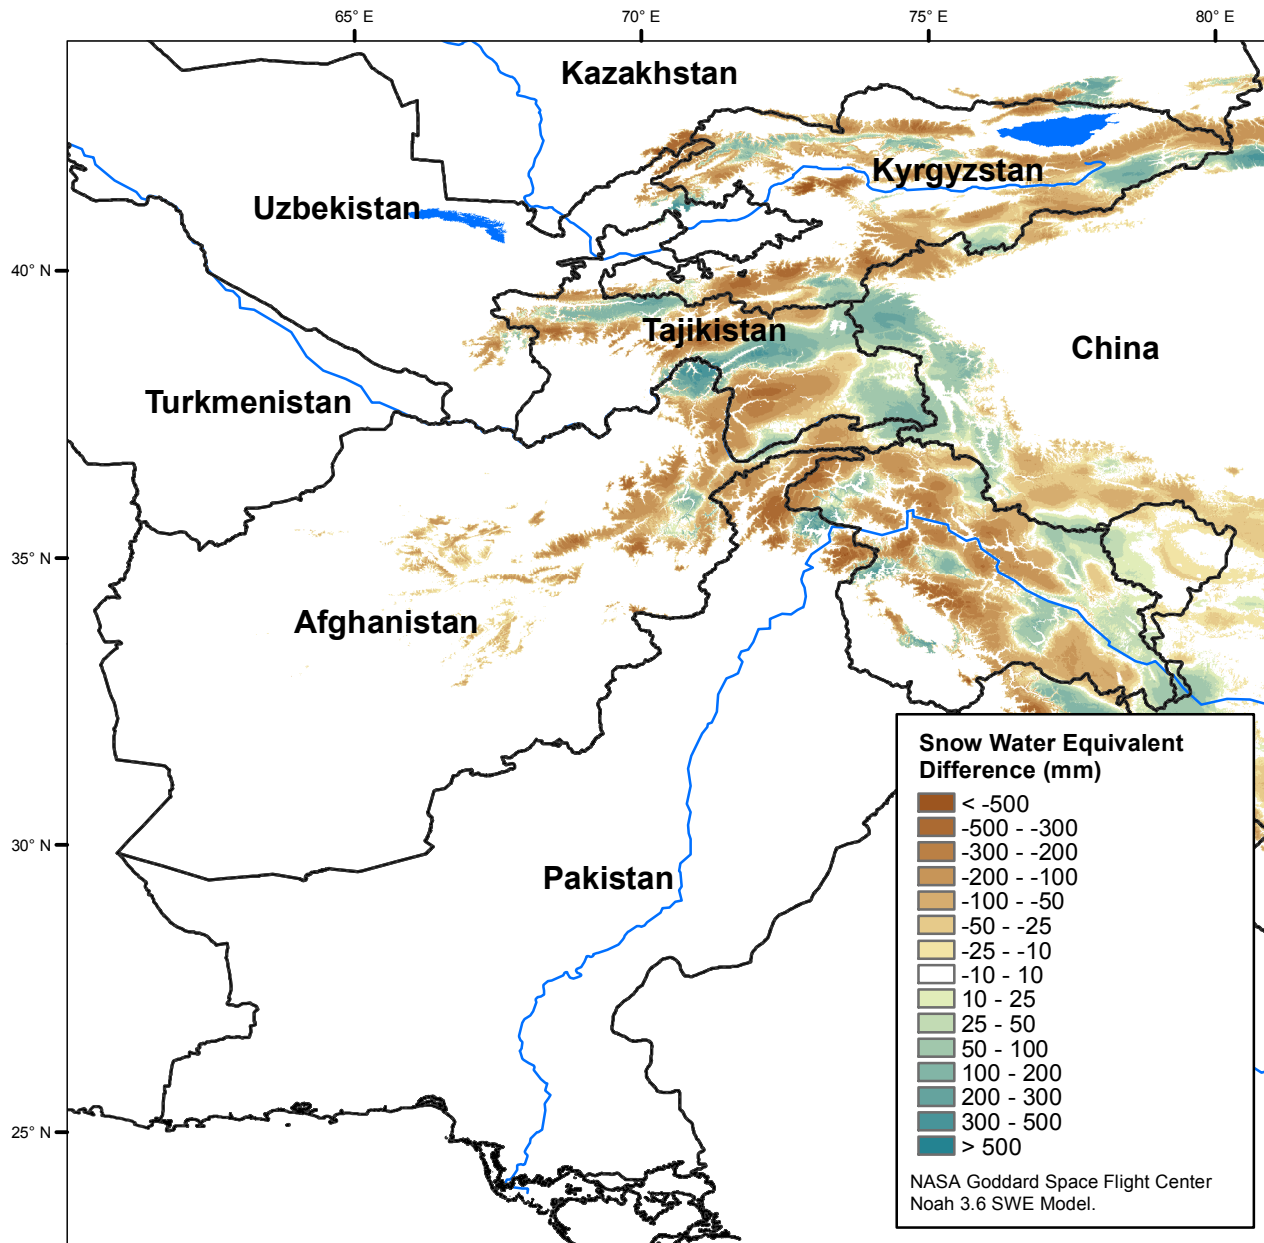 65° E
70° E
75° E
80° E
Kazakhstan
Kyrgyzstan
Uzbekistan
40° N
Tajikistan
China
Turkmenistan
35° N
Afghanistan
Snow Water Equivalent
Difference (mm)
< -500
-500 - -300
-300 - -200
-200 - -100
-100 - -50
-50 - -25
-25 - -10
-10 - 10
10 - 25
25 - 50
50 - 100
100 - 200
200 - 300
300 - 500
> 500
NASA Goddard Space Flight Center
Noah 3.6 SWE Model.
30° N
Pakistan
25° N